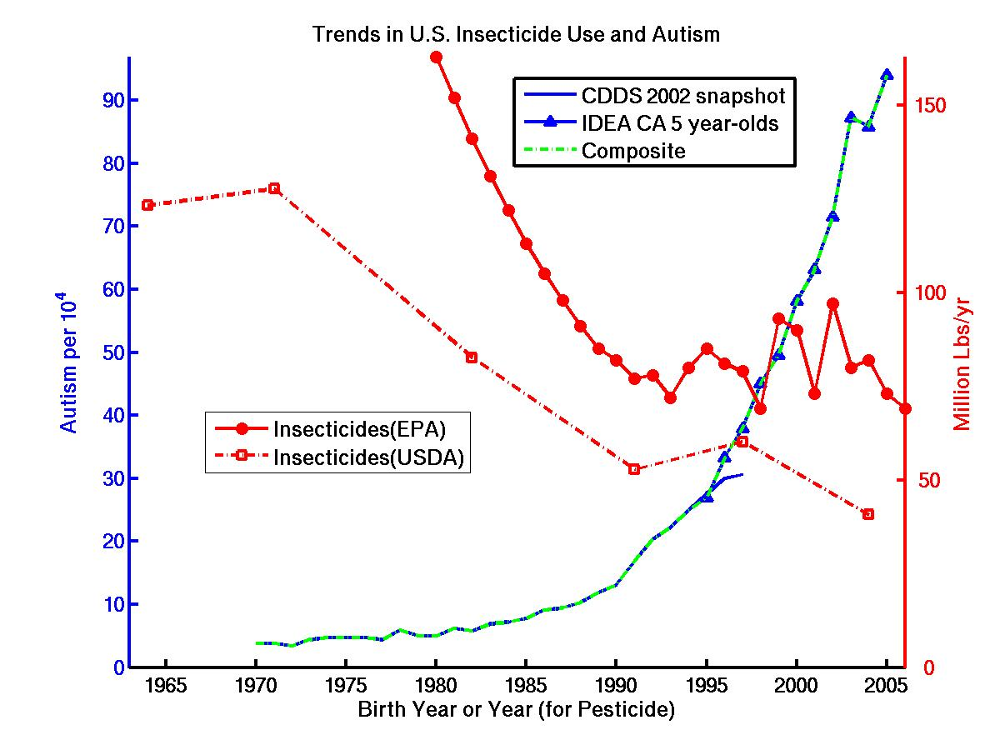 Trends in U.S. Insecticide Use and Autism
CDDS 2002 snapshot
IDEA CA 5 year-olds
Composite
Insecticides(EPA)
Insecticides(USDA)
Autism per 10⁴
90
80
70
60
50
40
30
20
10
0
150
100
50
0
Million Lbs/yr
1965 1970 1975 1980 1985 1990 1995 2000 2005
Birth Year or Year (for Pesticide)